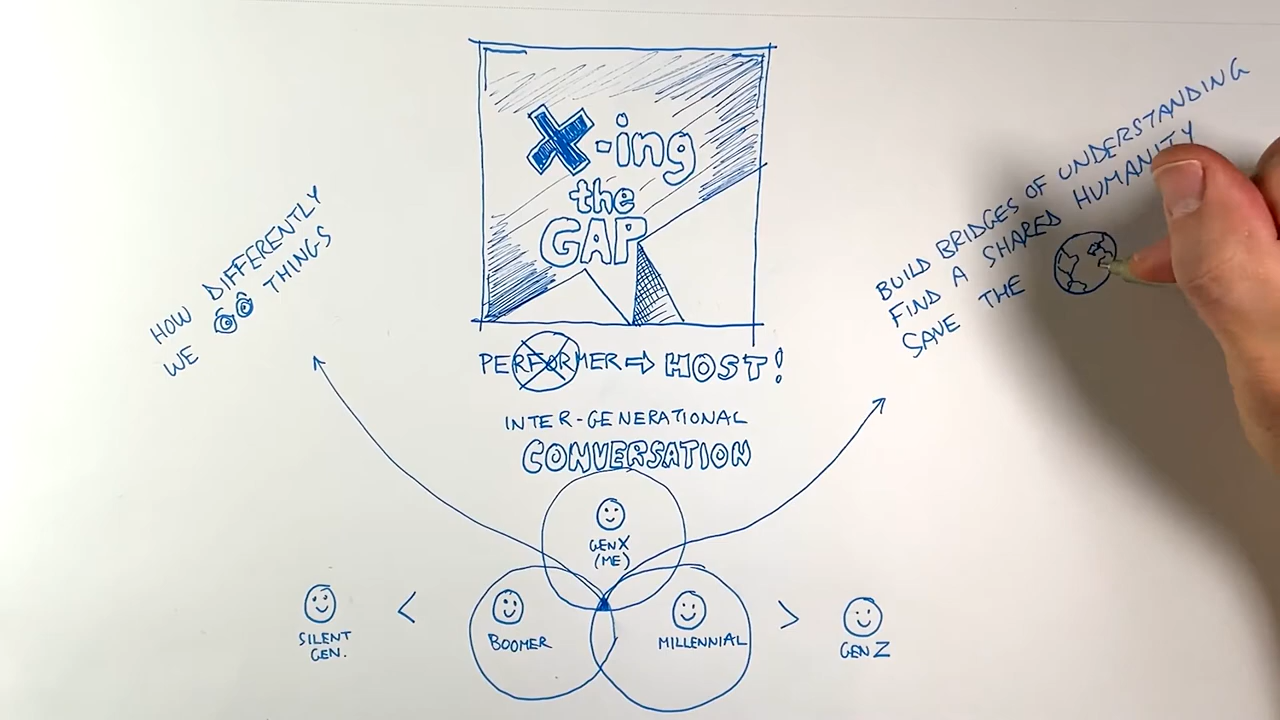 X-ing
the
GAP
PERFORMER ⇒ HOST!
INTER-GENERATIONAL
CONVERSATION
HOW DIFFERENTLY
WE THINGS
BUILD BRIDGES OF UNDERSTANDING
FIND A SHARED HUMANITY
SAVE THE
GEN X
(ME)
BOOMER
MILLENNIAL
SILENT
GEN.
<
>
GEN Z